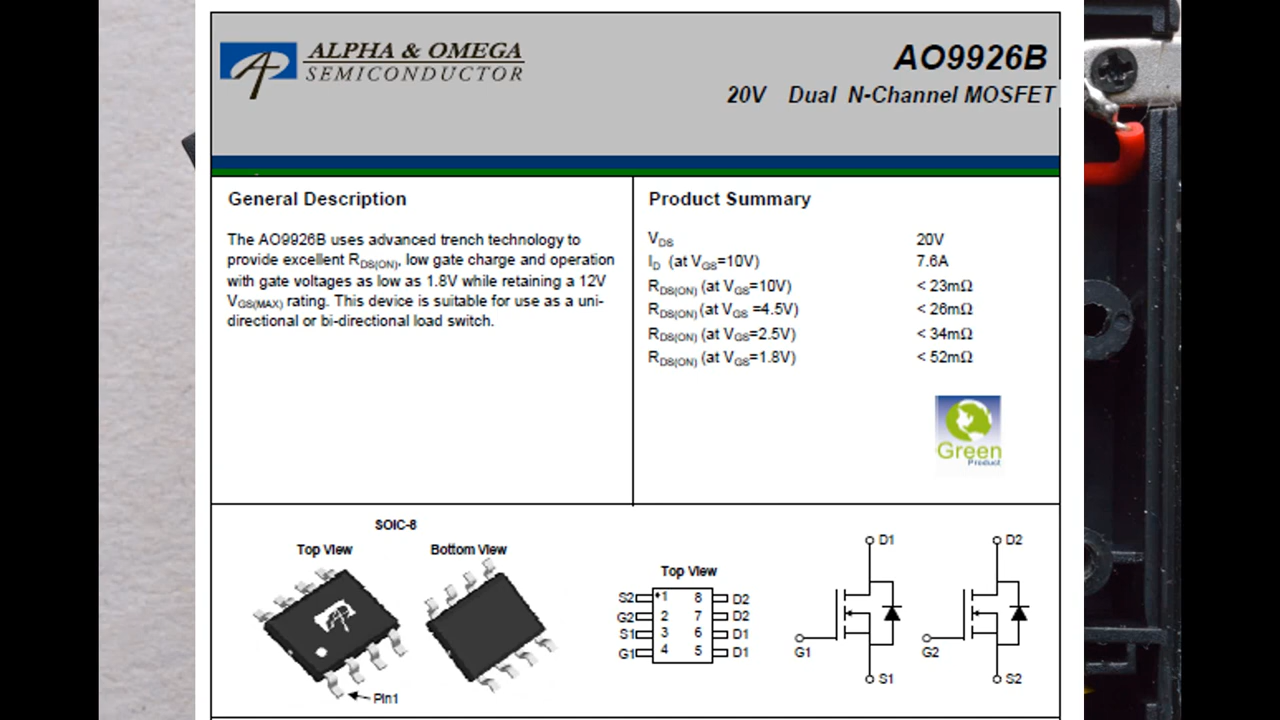 ALPHA & OMEGA
SEMICONDUCTOR
AO9926B
20V Dual N-Channel MOSFET
General Description
The AO9926B uses advanced trench technology to
provide excellent RDS(ON), low gate charge and operation
with gate voltages as low as 1.8V while retaining a 12V
VGS(MAX) rating. This device is suitable for use as a uni-
directional or bi-directional load switch.
Product Summary
VDS 20V
ID (at VGS=10V) 7.6A
RDS(ON) (at VGS=10V) < 23mΩ
RDS(ON) (at VGS =4.5V) < 26mΩ
RDS(ON) (at VGS=2.5V) < 34mΩ
RDS(ON) (at VGS=1.8V) < 52mΩ
Green
Product
SOIC-8
Top View Bottom View
Pin1
Top View
S2 1 8 D2
G2 2 7 D2
S1 3 6 D1
G1 4 5 D1
D1
G1
S1
D2
G2
S2